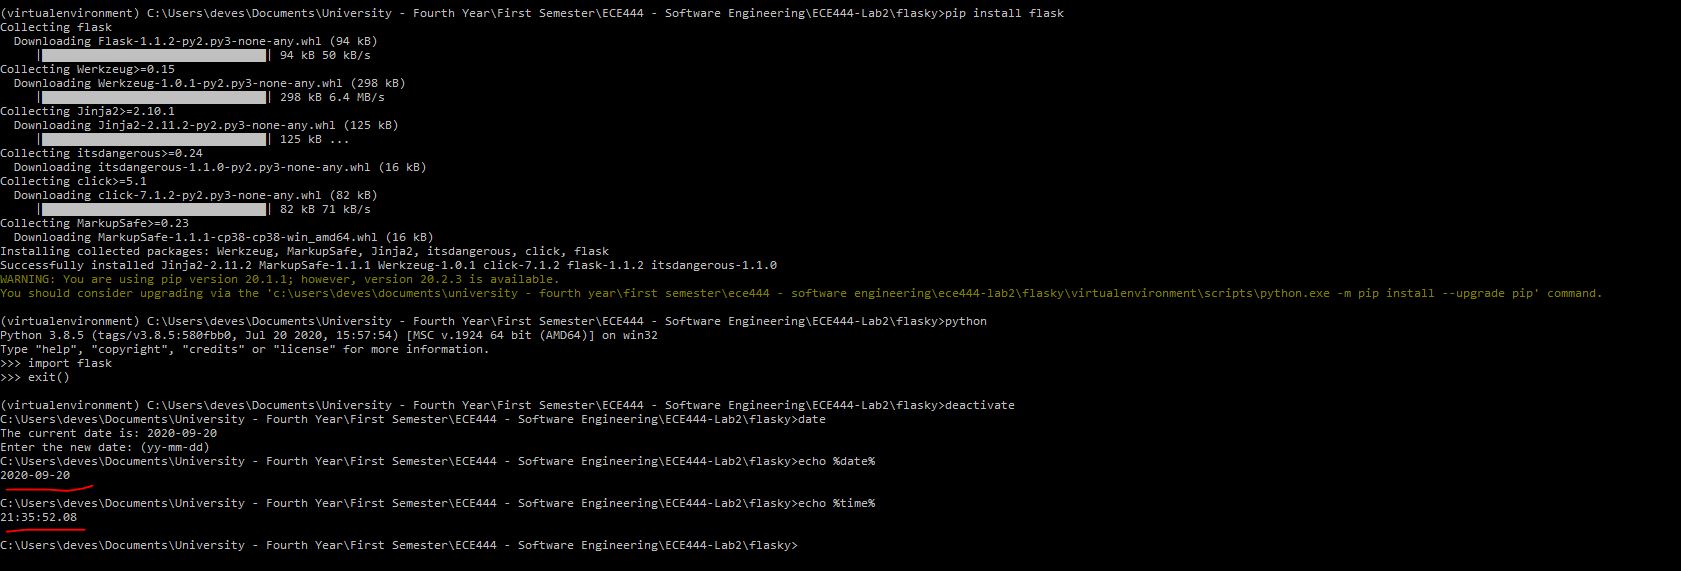 (virtualenvironment) C:\Users\deves\Documents\University - Fourth Year\First Semester\ECE444 - Software Engineering\ECE444-Lab2\flasky>pip install flask
Collecting flask
  Downloading Flask-1.1.2-py2.py3-none-any.whl (94 kB)
     |████████████████████████████████| 94 kB 50 kB/s
Collecting Werkzeug>=0.15
  Downloading Werkzeug-1.0.1-py2.py3-none-any.whl (298 kB)
     |████████████████████████████████| 298 kB 6.4 MB/s
Collecting Jinja2>=2.10.1
  Downloading Jinja2-2.11.2-py2.py3-none-any.whl (125 kB)
     |████████████████████████████████| 125 kB ...
Collecting itsdangerous>=0.24
  Downloading itsdangerous-1.1.0-py2.py3-none-any.whl (16 kB)
Collecting click>=5.1
  Downloading click-7.1.2-py2.py3-none-any.whl (82 kB)
     |████████████████████████████████| 82 kB 71 kB/s
Collecting MarkupSafe>=0.23
  Downloading MarkupSafe-1.1.1-cp38-cp38-win_amd64.whl (16 kB)
Installing collected packages: Werkzeug, MarkupSafe, Jinja2, itsdangerous, click, flask
Successfully installed Jinja2-2.11.2 MarkupSafe-1.1.1 Werkzeug-1.0.1 click-7.1.2 flask-1.1.2 itsdangerous-1.1.0
WARNING: You are using pip version 20.1.1; however, version 20.2.3 is available.
You should consider upgrading via the 'c:\users\deves\documents\university - fourth year\first semester\ece444 - software engineering\ece444-lab2\flasky\virtualenvironment\scripts\python.exe -m pip install --upgrade pip' command.
(virtualenvironment) C:\Users\deves\Documents\University - Fourth Year\First Semester\ECE444 - Software Engineering\ECE444-Lab2\flasky>python
Python 3.8.5 (tags/v3.8.5:580fbb0, Jul 20 2020, 15:57:54) [MSC v.1924 64 bit (AMD64)] on win32
Type "help", "copyright", "credits" or "license" for more information.
>>> import flask
>>> exit()
(virtualenvironment) C:\Users\deves\Documents\University - Fourth Year\First Semester\ECE444 - Software Engineering\ECE444-Lab2\flasky>deactivate
C:\Users\deves\Documents\University - Fourth Year\First Semester\ECE444 - Software Engineering\ECE444-Lab2\flasky>date
The current date is: 2020-09-20
Enter the new date: (yy-mm-dd)
C:\Users\deves\Documents\University - Fourth Year\First Semester\ECE444 - Software Engineering\ECE444-Lab2\flasky>echo %date%
2020-09-20
C:\Users\deves\Documents\University - Fourth Year\First Semester\ECE444 - Software Engineering\ECE444-Lab2\flasky>echo %time%
21:35:52.08
C:\Users\deves\Documents\University - Fourth Year\First Semester\ECE444 - Software Engineering\ECE444-Lab2\flasky>